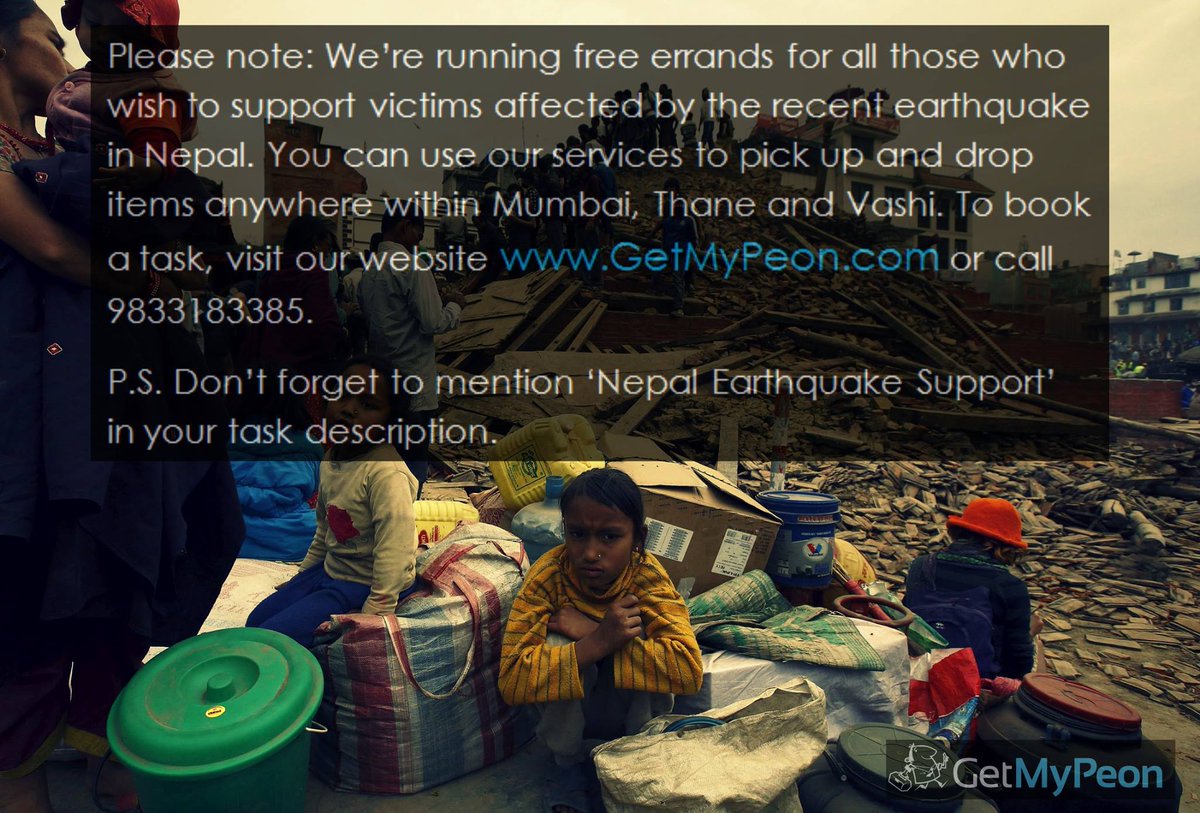 Please note: We're running free errands for all those who
wish to support victims affected by the recent earthquake
in Nepal. You can use our services to pick up and drop
items anywhere within Mumbai, Thane and Vashi. To book
a task, visit our website www.GetMyPeon.com or call
9833183385.
P.S. Don't forget to mention ‘Nepal Earthquake Support’
in your task description.
GetMyPeon